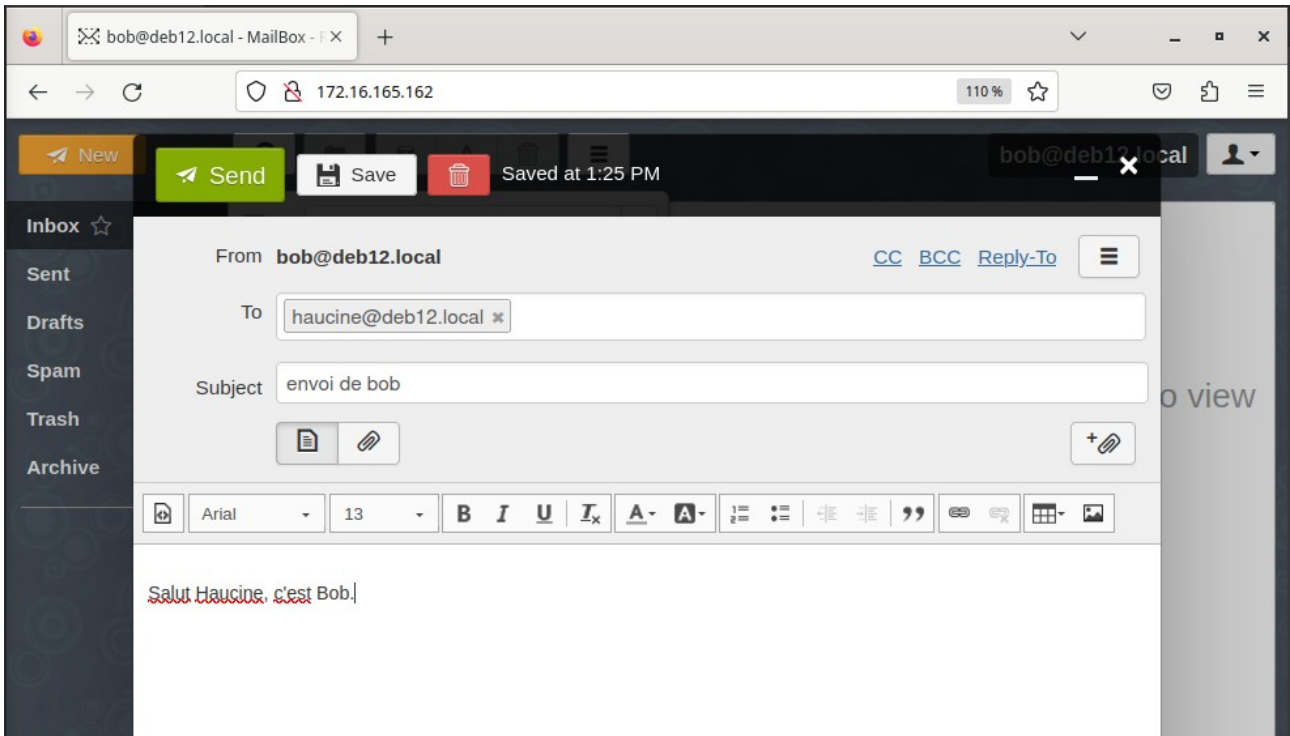 bob@deb12.local - MailBox - R
172.16.165.162
110 %
New
bob@deb12.local
Send
Save
Saved at 1:25 PM
Inbox
From bob@deb12.local
CC BCC Reply-To
Sent
To haucine@deb12.local
Drafts
Spam
Subject envoi de bob
o view
Trash
Archive
Arial
13
B I U Tx A A
Salut Haucine, c'est Bob.